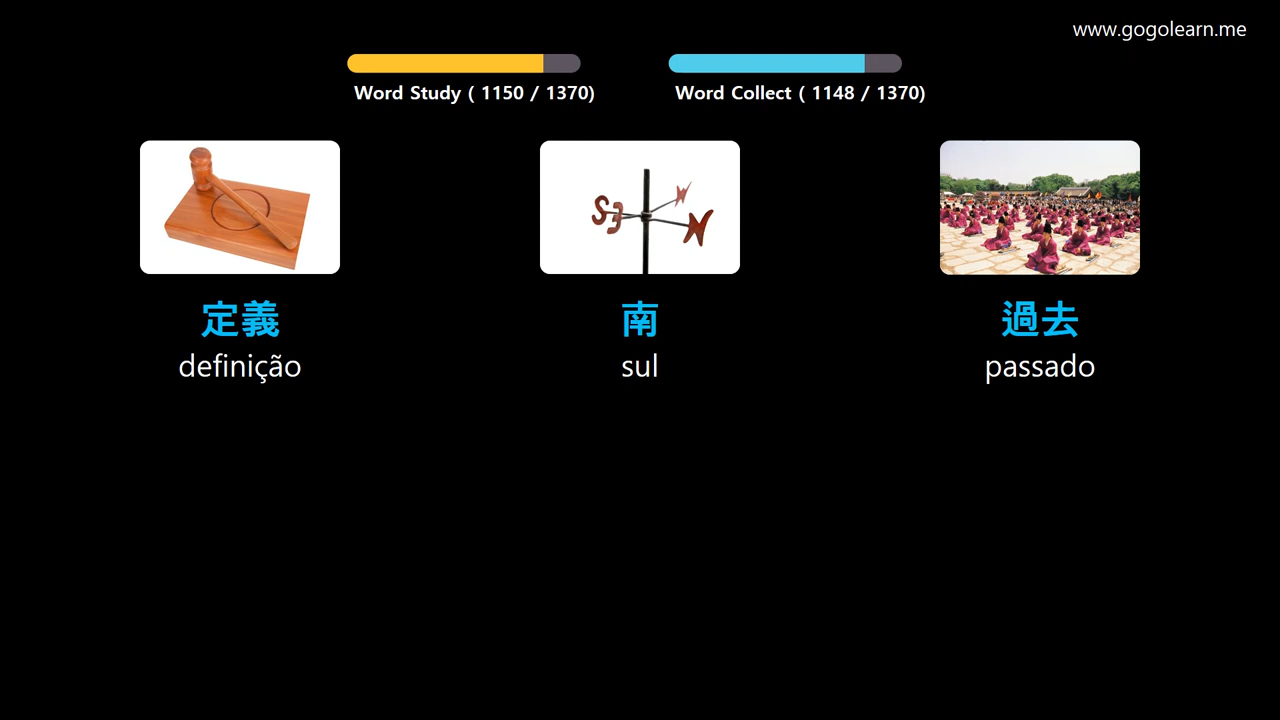 www.gogolearn.me
Word Study ( 1150 / 1370)
Word Collect ( 1148 / 1370)
S E N
定義
南
過去
definição
sul
passado